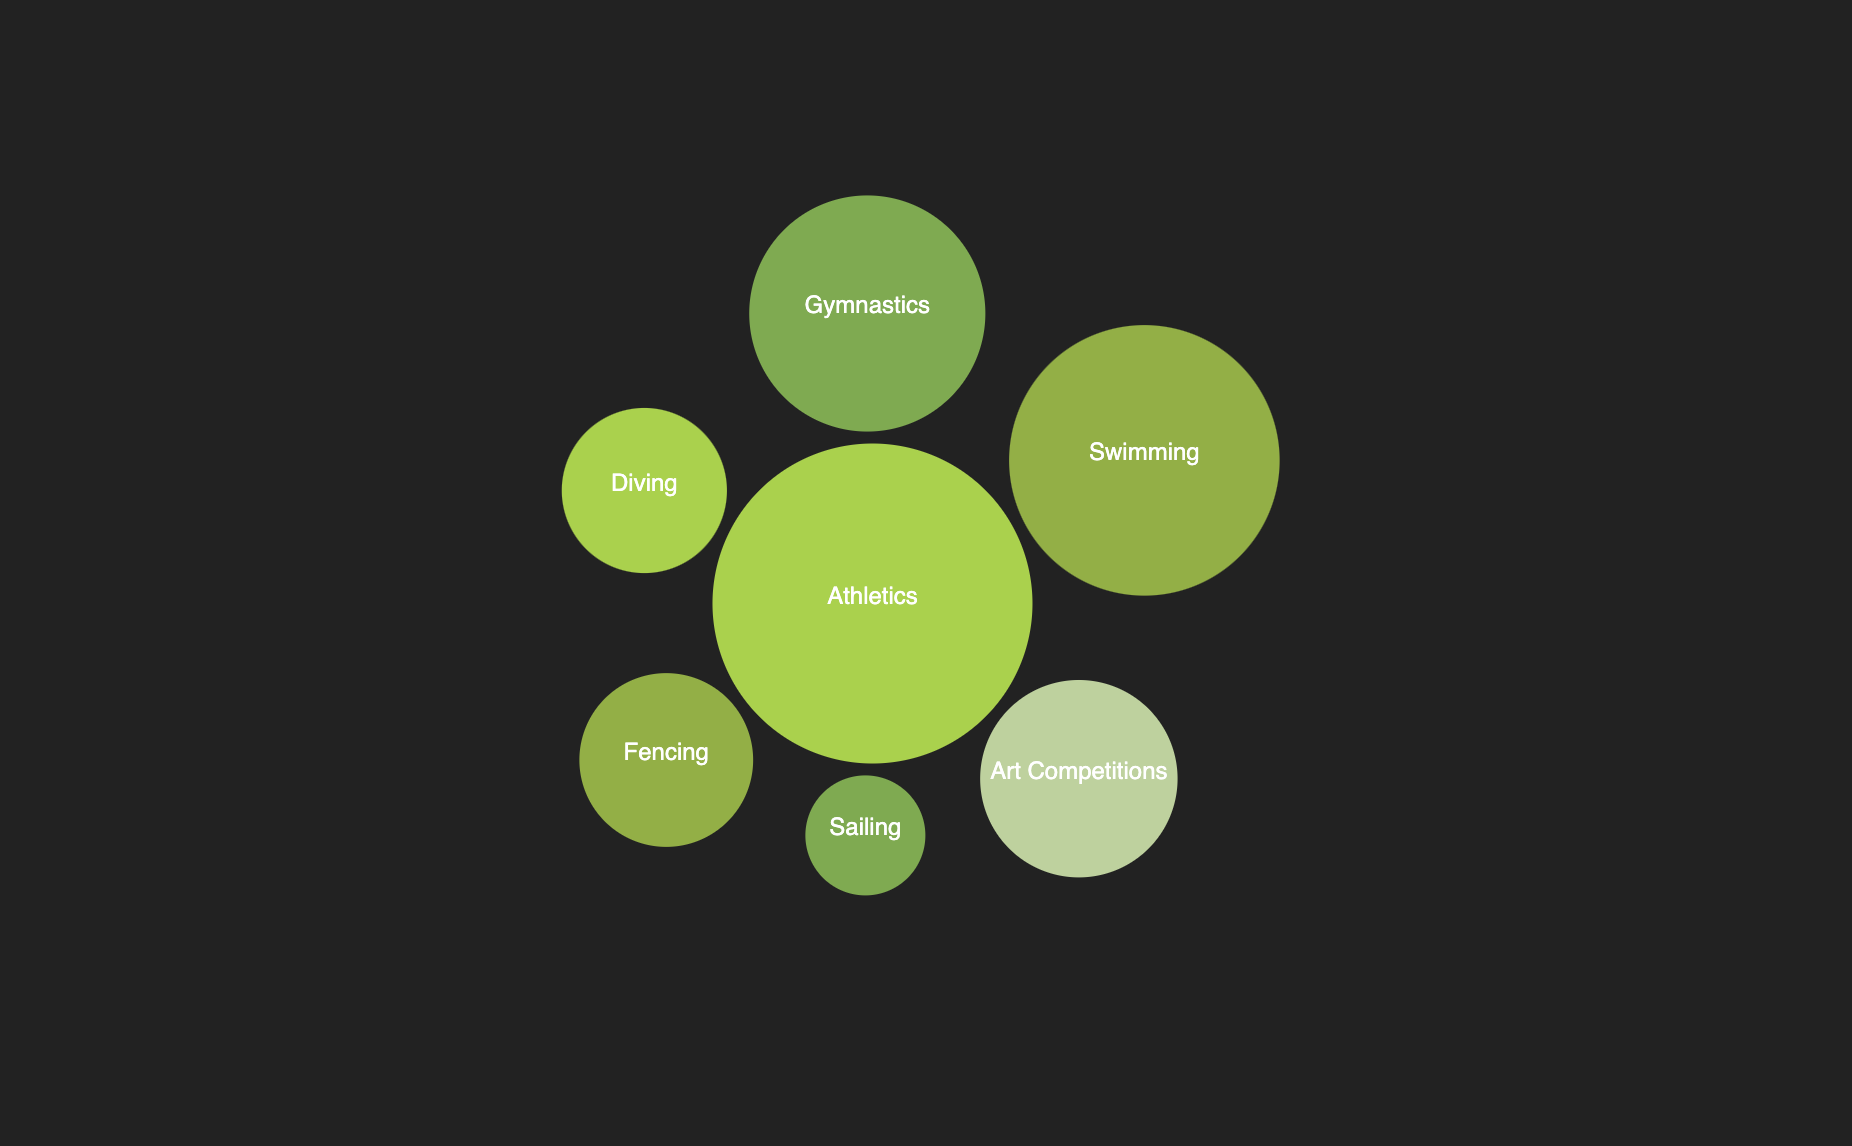 Gymnastics
Swimming
Diving
Athletics
Fencing
Art Competitions
Sailing